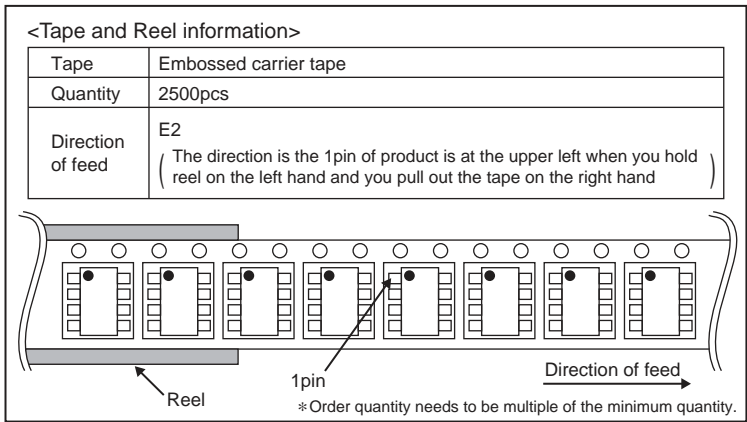 <Tape and Reel information>
Tape Embossed carrier tape
Quantity 2500pcs
Direction of feed E2
( The direction is the 1pin of product is at the upper left when you hold
reel on the left hand and you pull out the tape on the right hand )
Reel
1pin
Direction of feed
*Order quantity needs to be multiple of the minimum quantity.